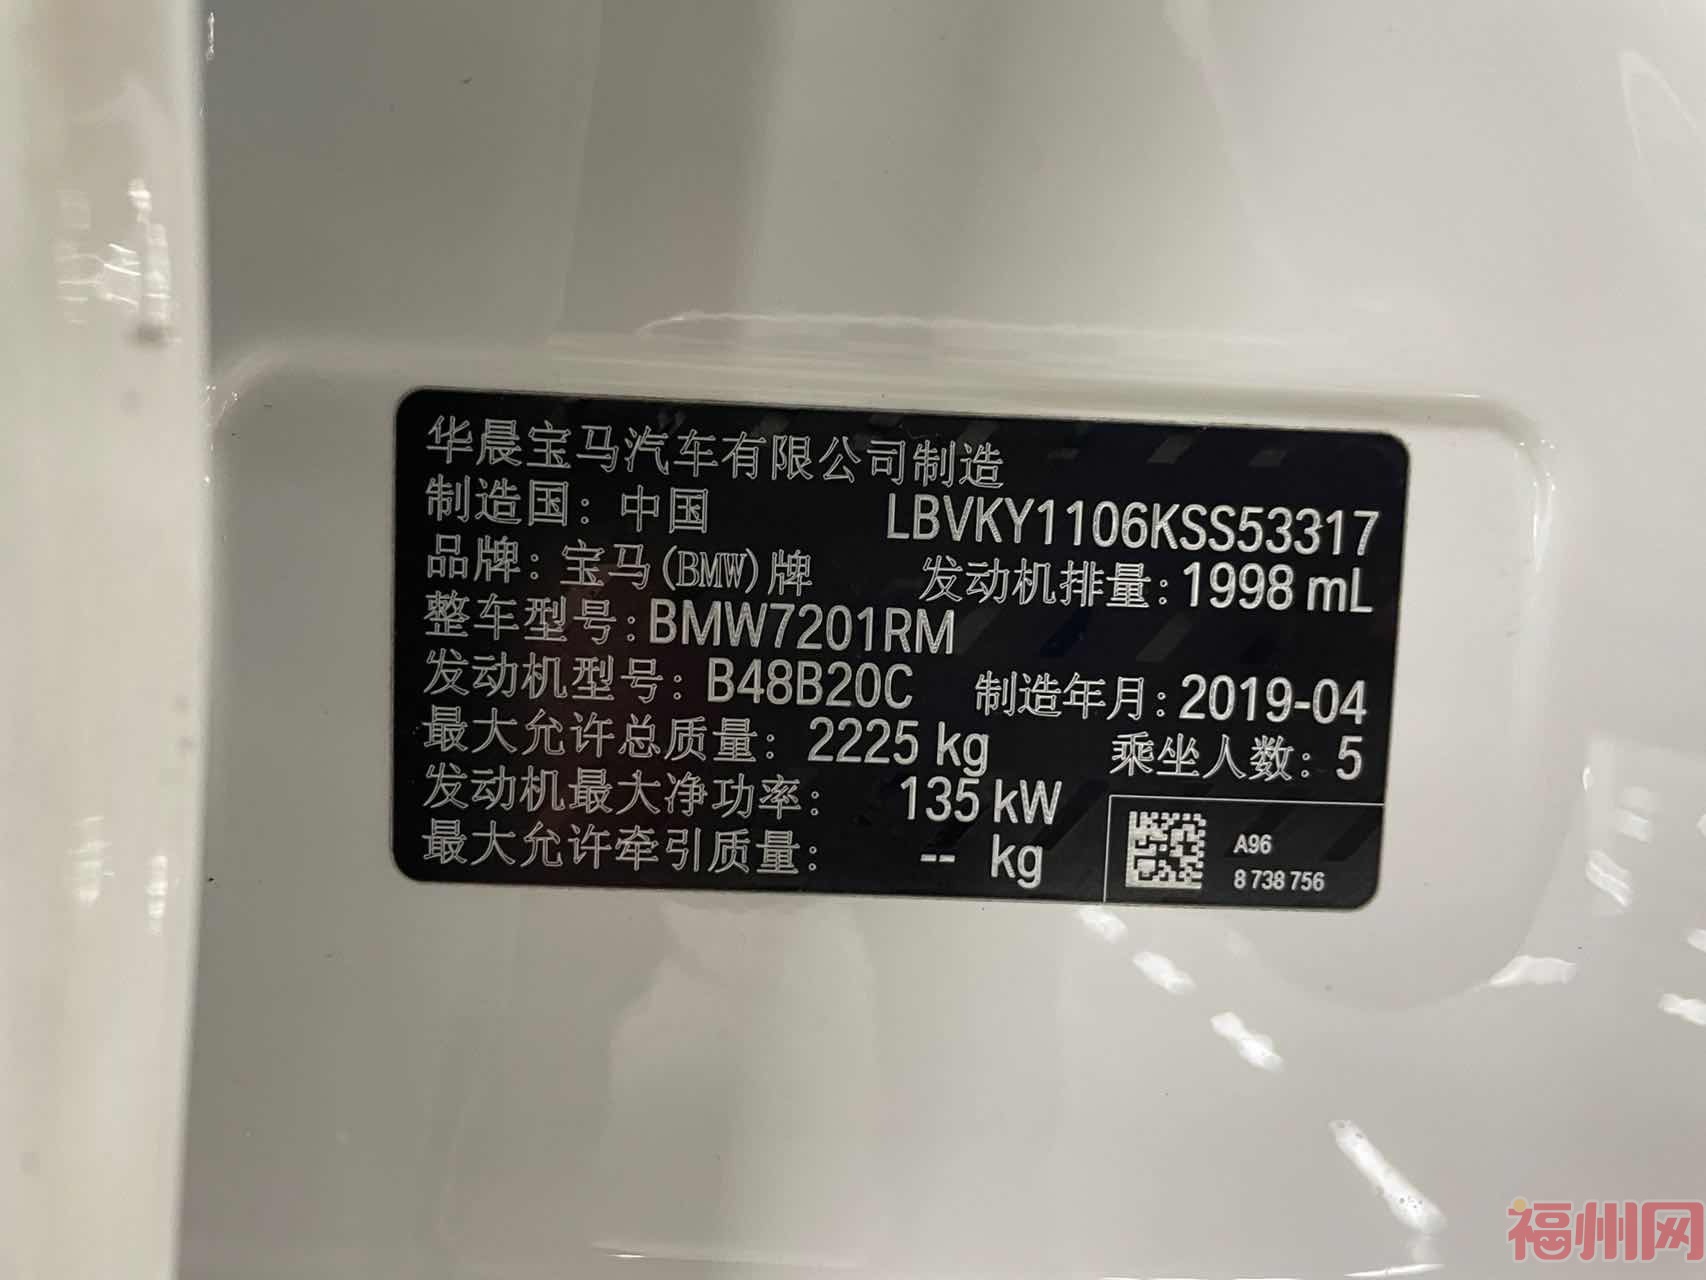 华晨宝马汽车有限公司制造
制造国：中国 LBVKY1106KSS53317
品牌：宝马(BMW)牌 发动机排量：1998 mL
整车型号：BMW7201RM
发动机型号：B48B20C 制造年月：2019-04
最大允许总质量：2225 kg 乘坐人数：5
发动机最大净功率： 135 kW
最大允许牵引质量： -- kg
A96
8 738 756
福州网